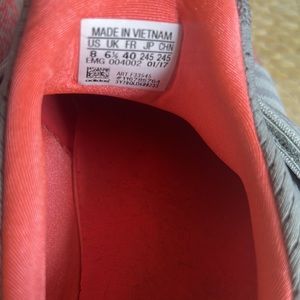 MADE IN VIETNAM
US UK FR JP CHN
8 6½ 40 245 245
EMG 004002 01/17
ART F33545
adidas